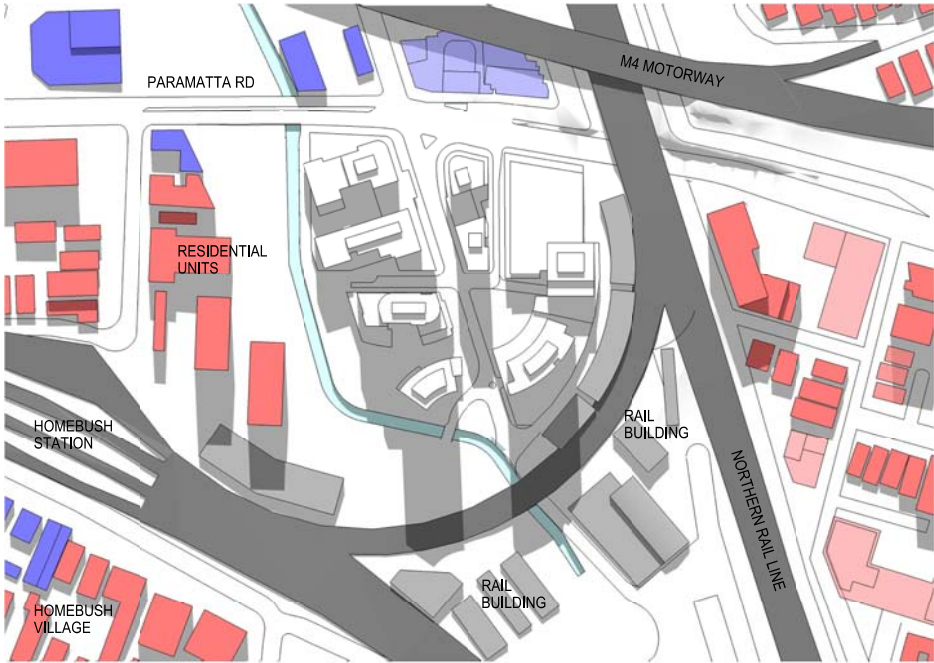 M4 MOTORWAY
PARAMATTA RD
RESIDENTIAL
UNITS
HOMEBUSH
STATION
RAIL
BUILDING
NORTHERN RAIL LINE
RAIL
BUILDING
HOMEBUSH
VILLAGE